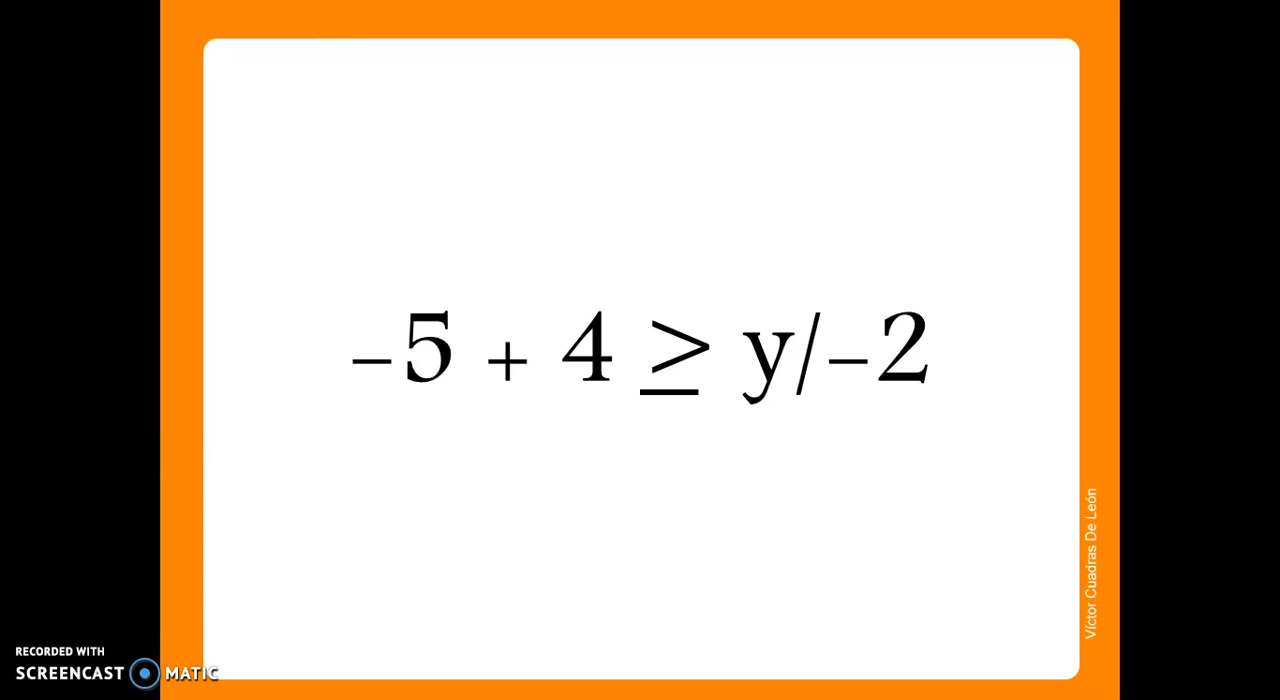 −5 + 4 ≥ y/−2
Víctor Cuadras De León
RECORDED WITH
SCREENCAST MATIC